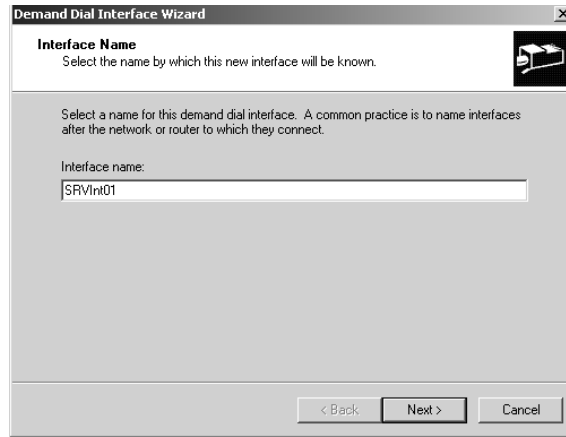 Demand Dial Interface Wizard
Interface Name
Select the name by which this new interface will be known.
Select a name for this demand dial interface. A common practice is to name interfaces
after the network or router to which they connect.
Interface name:
SRVInt01
< Back Next > Cancel